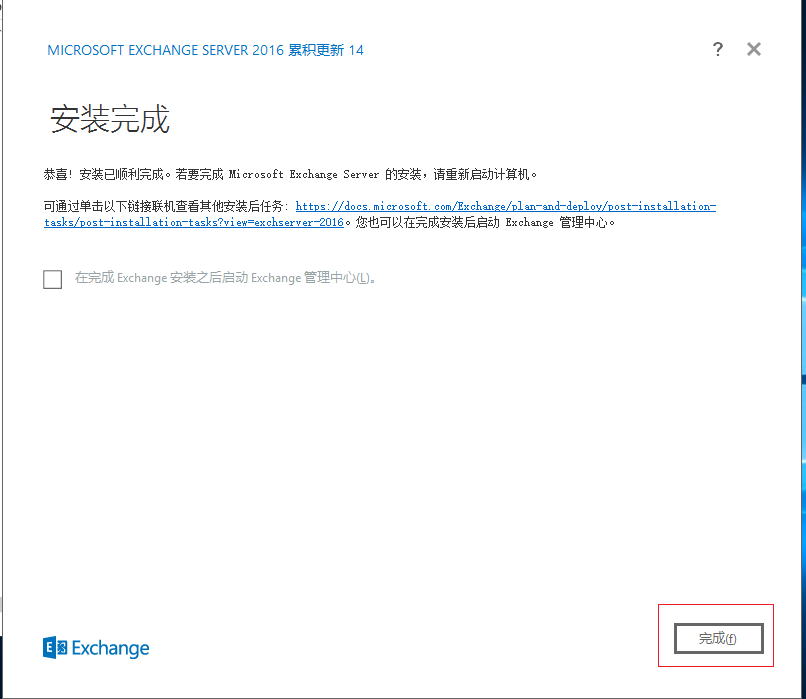 MICROSOFT EXCHANGE SERVER 2016 累积更新 14
?
安装完成
恭喜! 安装已顺利完成。若要完成 Microsoft Exchange Server 的安装，请重新启动计算机。
可通过单击以下链接联机查看其他安装后任务: https://docs.microsoft.com/Exchange/plan-and-deploy/post-installation-
tasks/post-installation-tasks?view=exchserver-2016。您也可以在完成安装后启动 Exchange 管理中心。
在完成 Exchange 安装之后启动 Exchange 管理中心(L)。
完成(f)
Exchange